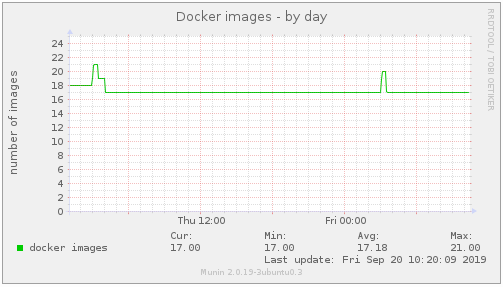 Docker images - by day
RRDTOOL / TOBI OETIKER
number of images
24
22
20
18
16
14
12
10
8
6
4
2
0
Thu 12:00 Fri 00:00
Cur: Min: Avg: Max:
docker images 17.00 17.00 17.18 21.00
Last update: Fri Sep 20 10:20:09 2019
Munin 2.0.19-3ubuntu0.3